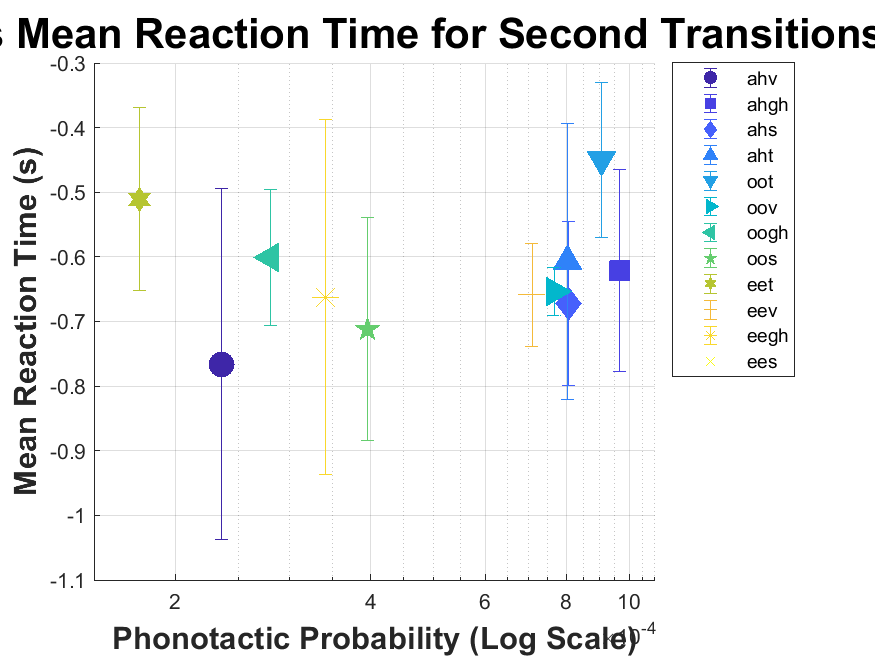 s Mean Reaction Time for Second Transitions
Mean Reaction Time (s)
-0.3
-0.4
-0.5
-0.6
-0.7
-0.8
-0.9
-1
-1.1
2
4
6
8
10
×10-4
Phonotactic Probability (Log Scale)
ahv
ahgh
ahs
aht
oot
oov
oogh
oos
eet
eev
eegh
ees